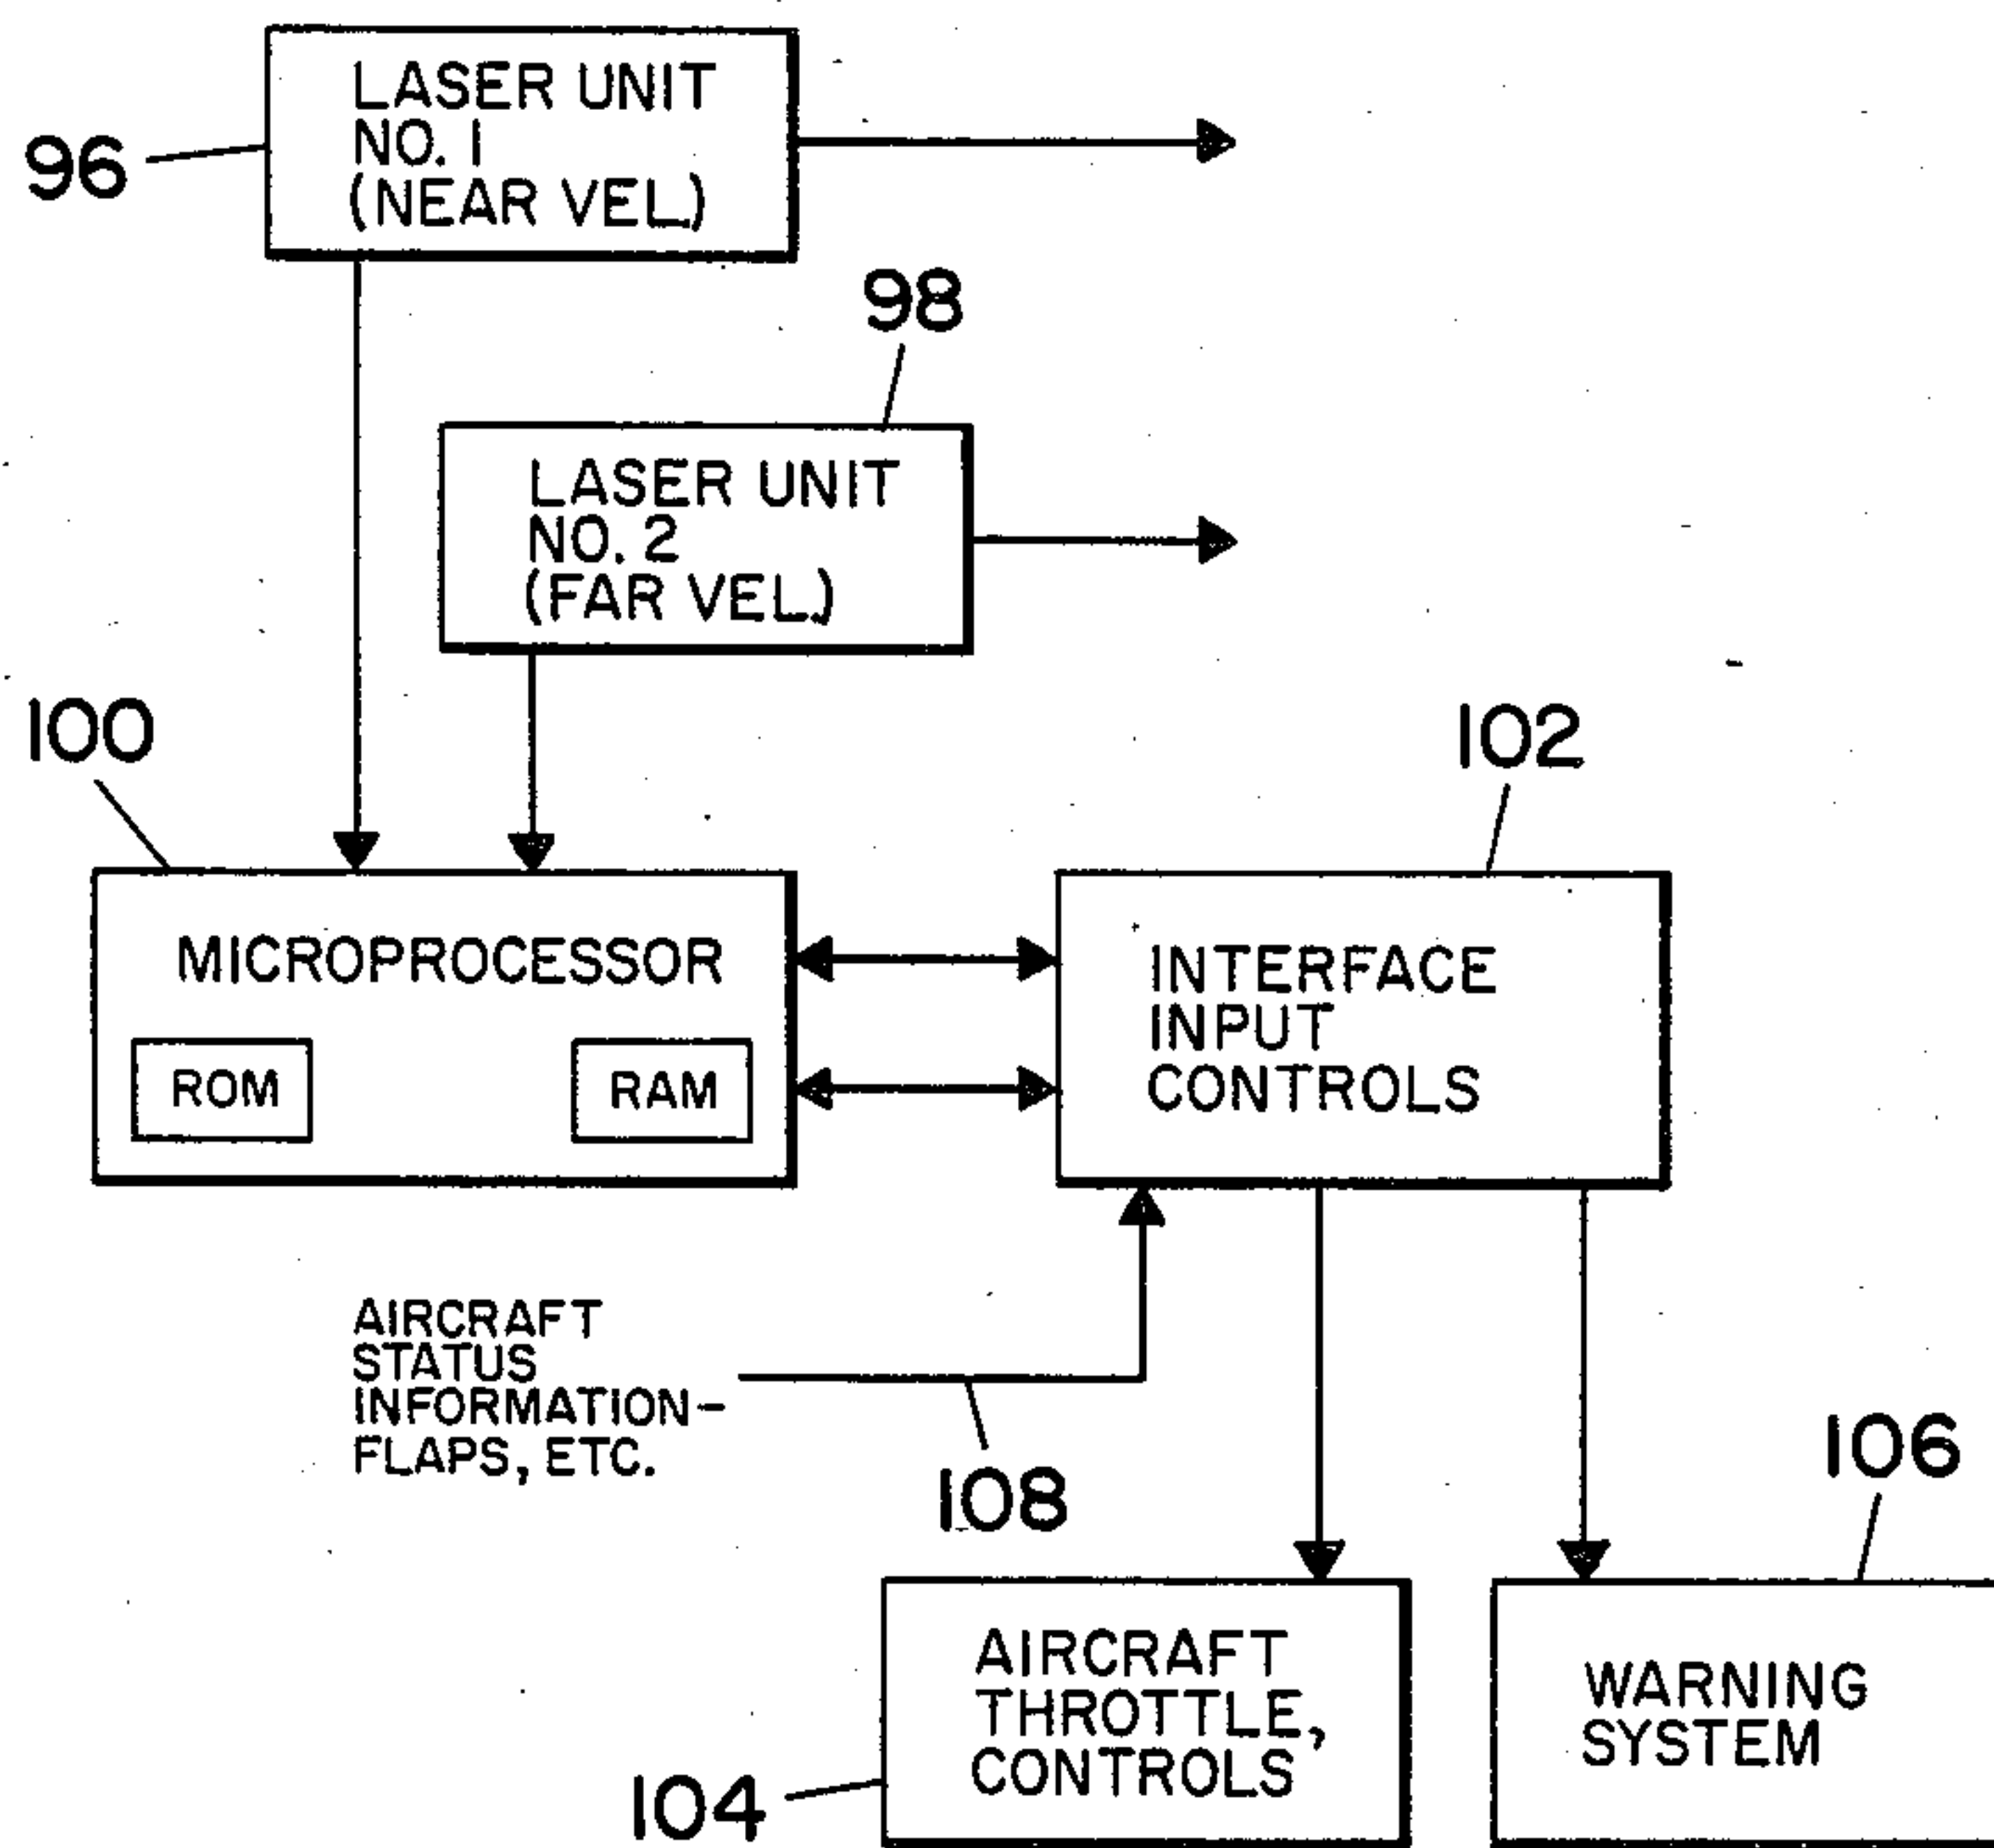 LASER UNIT
NO. 1
(NEAR VEL.)
96
98
LASER UNIT
NO. 2
(FAR VEL.)
100
102
MICROPROCESSOR
ROM
RAM
INTERFACE
INPUT
CONTROLS
AIRCRAFT
STATUS
INFORMATION-
FLAPS, ETC.
108
106
AIRCRAFT
THROTTLE,
CONTROLS
104
WARNING
SYSTEM